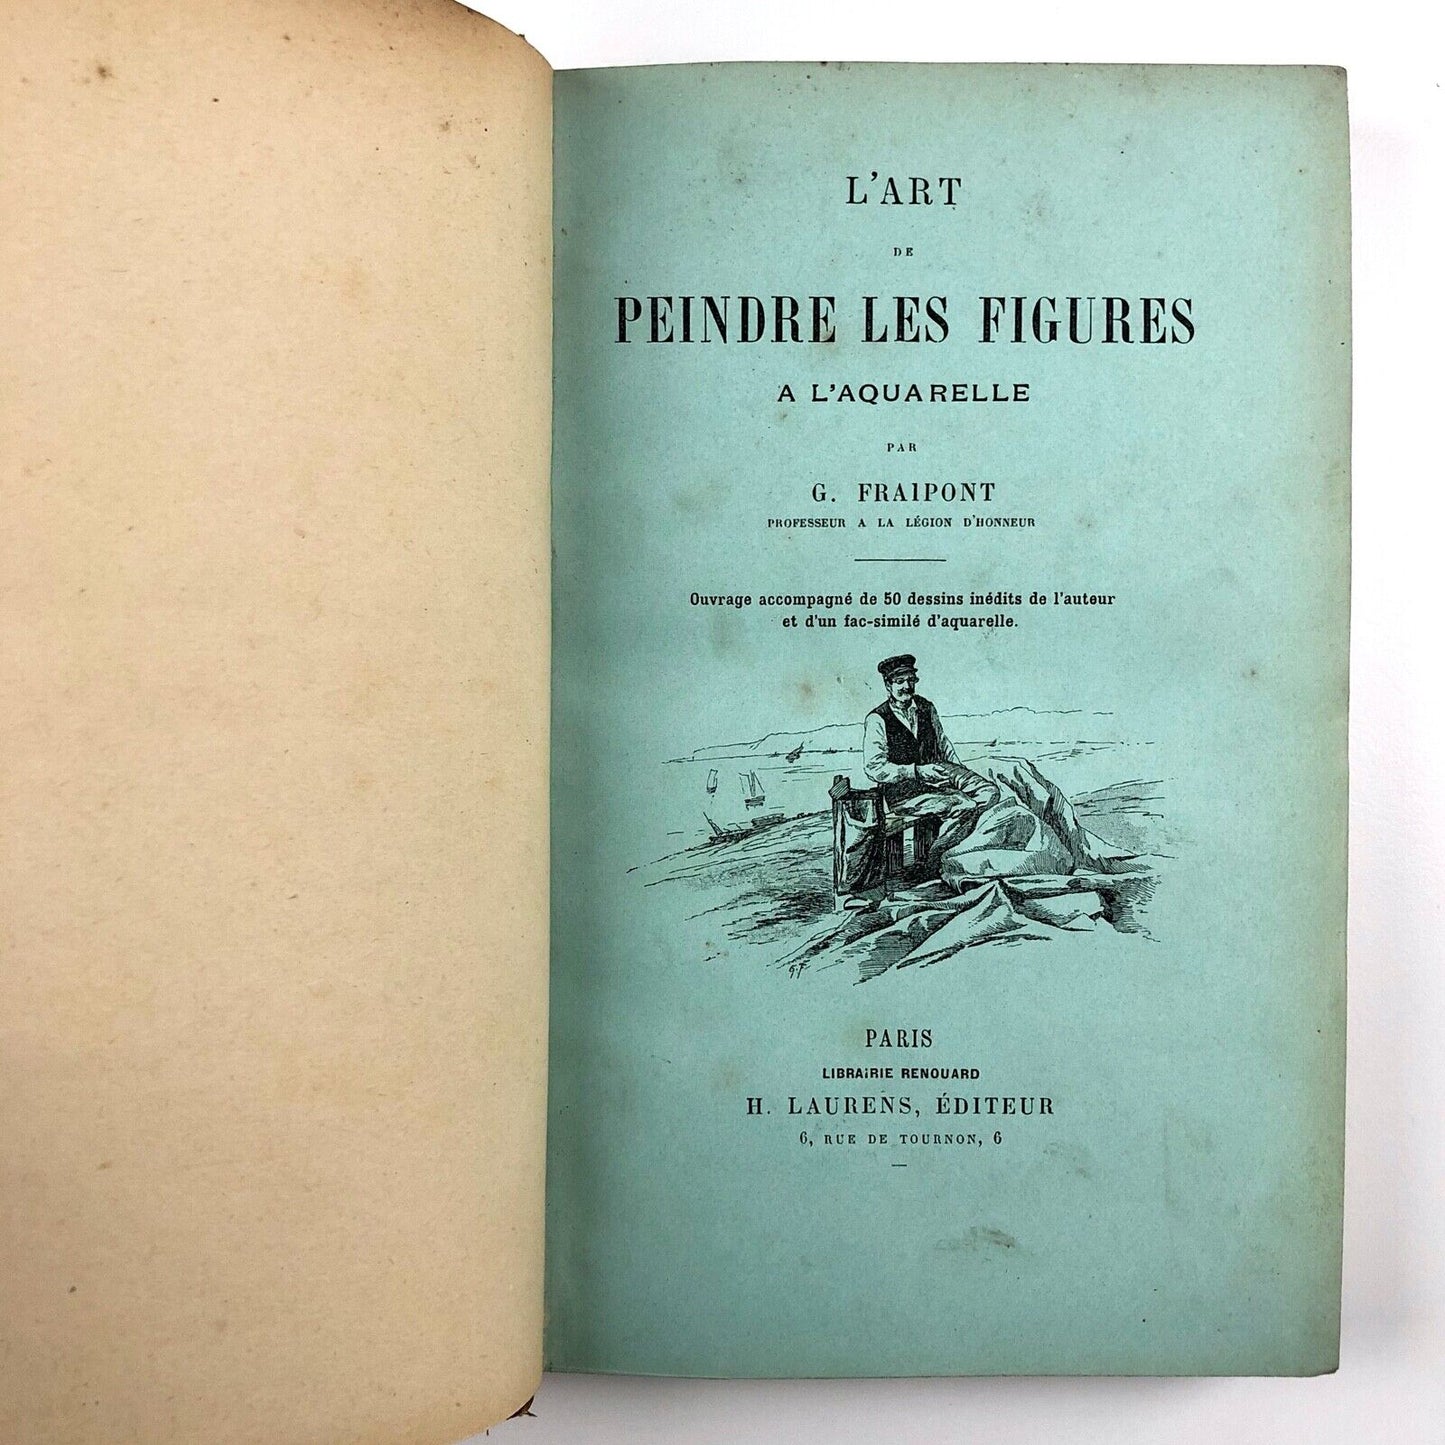 L'ART
DE
PEINDRE LES FIGURES
A L'AQUARELLE
PAR
G. FRAIPONT
PROFESSEUR A LA LÉGION D'HONNEUR
Ouvrage accompagné de 50 dessins inédits de l'auteur
et d'un fac-similé d'aquarelle.
G.F
PARIS
LIBRAIRIE RENOUARD
H. LAURENS, ÉDITEUR
6, RUE DE TOURNON, 6